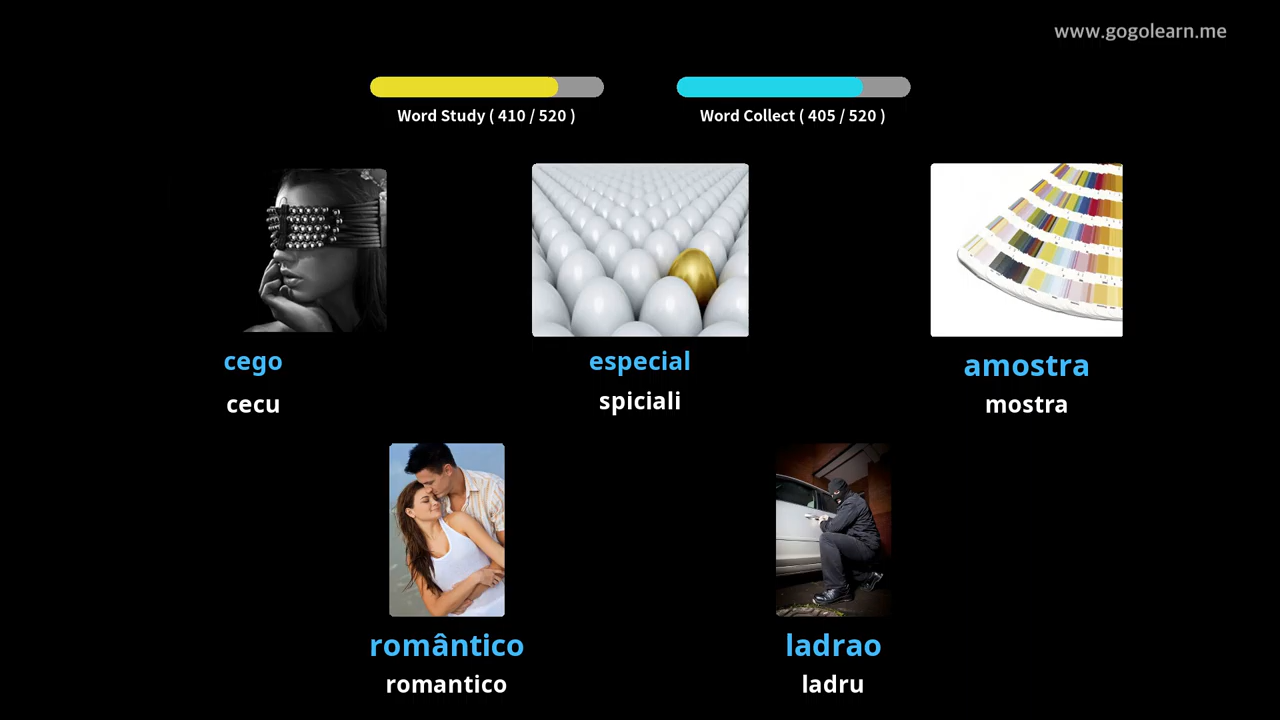 www.gogolearn.me
Word Study ( 410 / 520 )
Word Collect ( 405 / 520 )
cego
cecu
especial
spiciali
amostra
mostra
romântico
romantico
ladrao
ladru